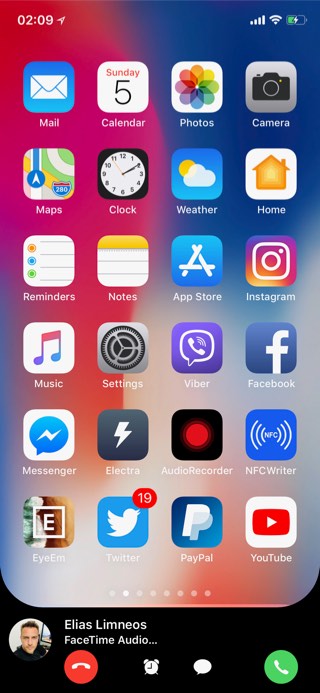 02:09
Sunday
5
Mail
Calendar
Photos
Camera
280
Maps
Clock
Weather
Home
Reminders
Notes
App Store
Instagram
Music
Settings
Viber
Facebook
NFC
Messenger
Electra
AudioRecorder
NFCWriter
E
19
EyeEm
Twitter
PayPal
YouTube
Elias Limneos
FaceTime Audio...